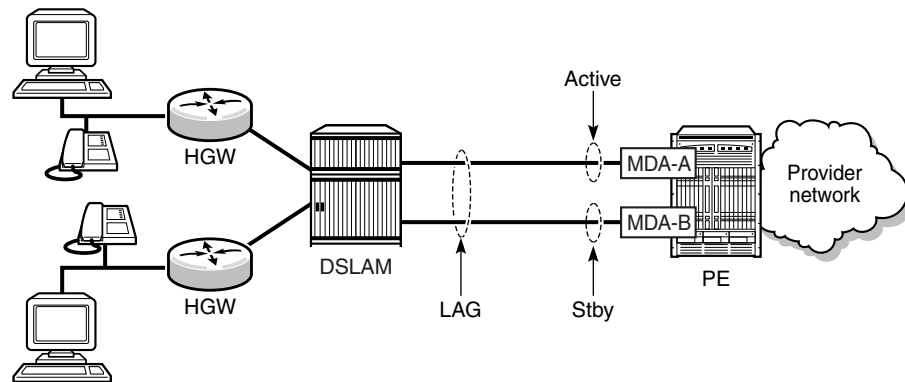 Active
HGW
MDA-A
Provider
network
MDA-B
DSLAM
PE
HGW
LAG
Stby